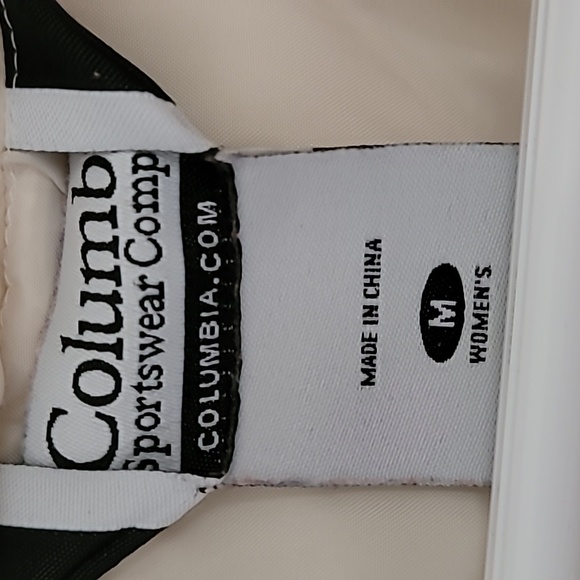 Columb
Sportswear Comp
COLUMBIA.COM
MADE IN CHINA
M
WOMEN'S